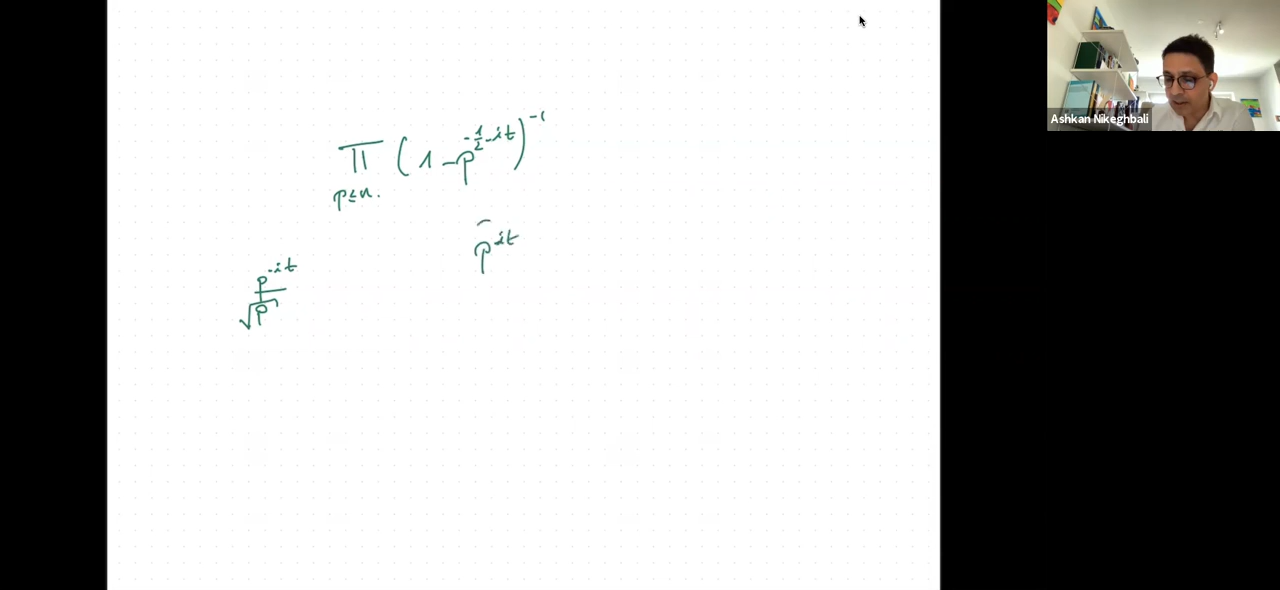 ∏ (1 - p^{-1/2 - it})^{-1}
p≤n.
p^{it}
p^{-it}
√p
Ashkan Nikeghbali